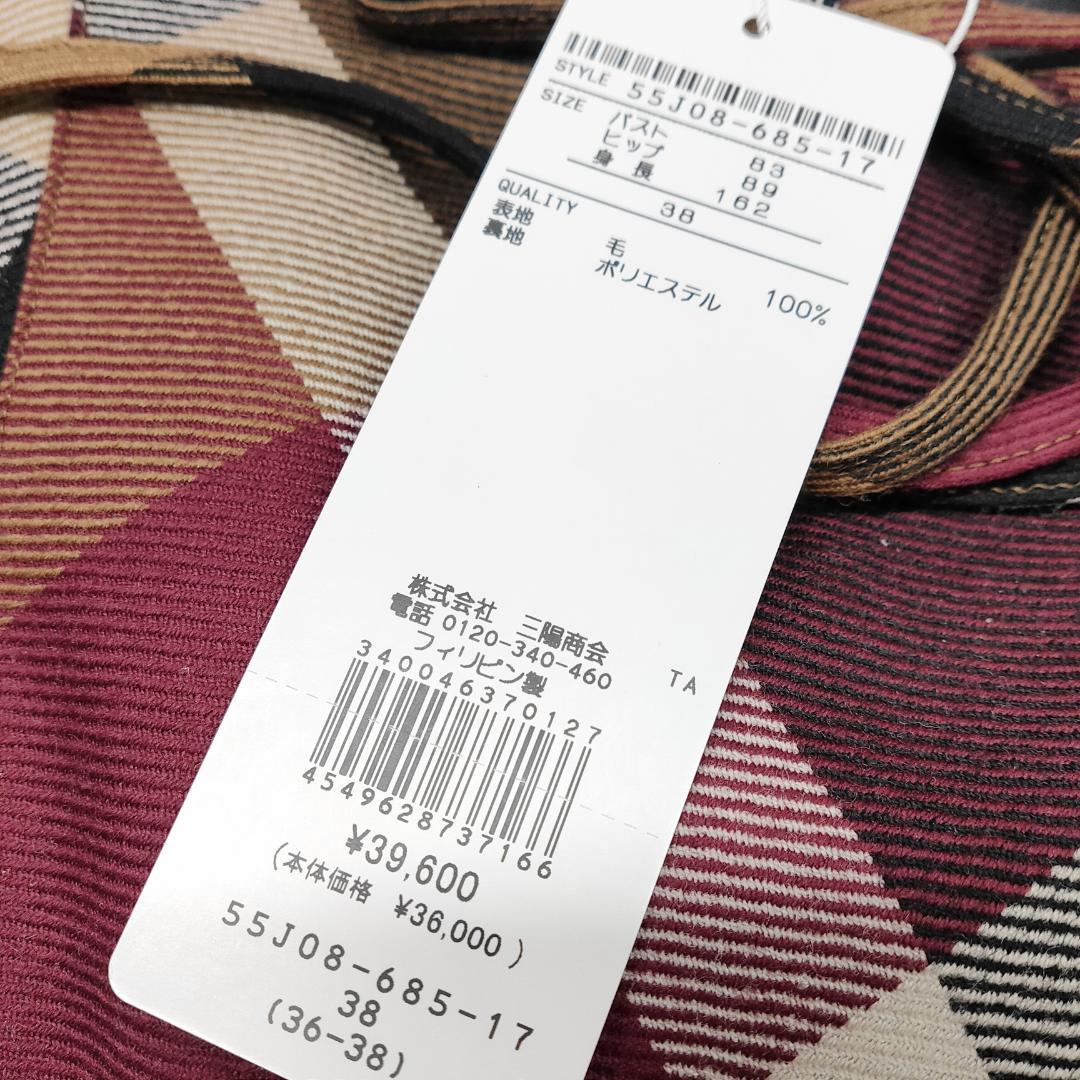 STYLE 55J08-685-17
SIZE バスト 83
ヒップ 89
身長 162
38
QUALITY
表地 毛
裏地 ポリエステル 100%
株式会社 三陽商会
電話 0120-340-460
フィリピン製 TA
3400463370127
4549628737166
¥39,600
(本体価格 ¥36,000)
55J08-685-17
38
(36-38)